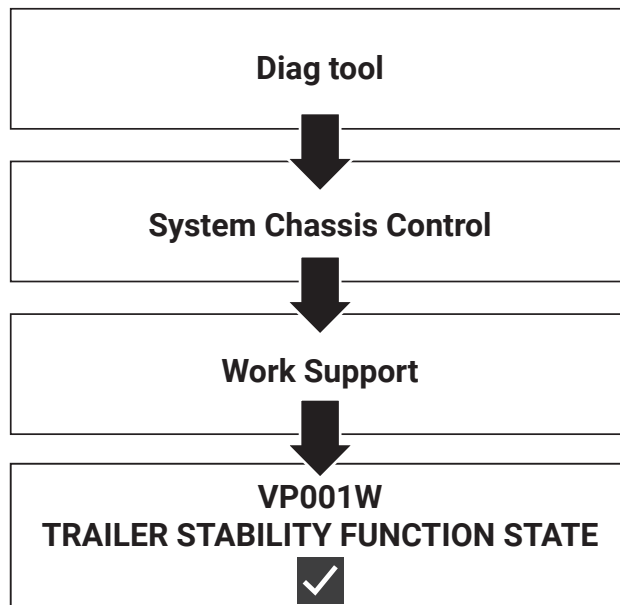 Diag tool
System Chassis Control
Work Support
VP001W
TRAILER STABILITY FUNCTION STATE